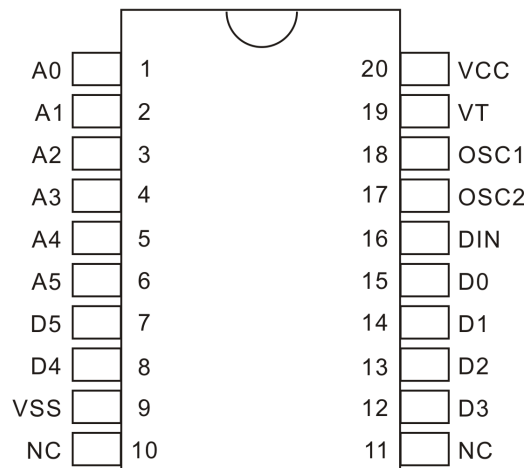 A0 1 20 VCC
A1 2 19 VT
A2 3 18 OSC1
A3 4 17 OSC2
A4 5 16 DIN
A5 6 15 D0
D5 7 14 D1
D4 8 13 D2
VSS 9 12 D3
NC 10 11 NC